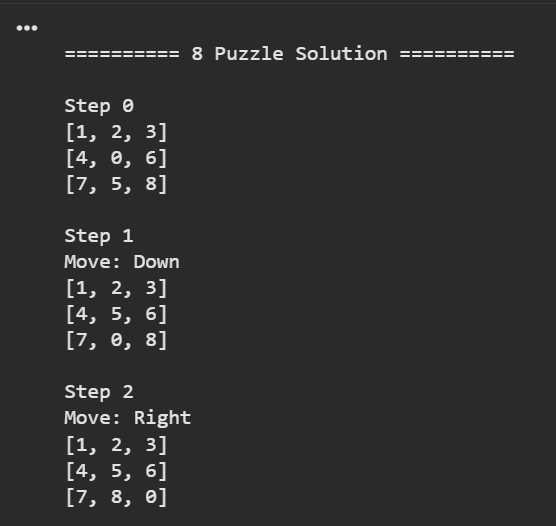 ========== 8 Puzzle Solution ==========
Step 0
[1, 2, 3]
[4, 0, 6]
[7, 5, 8]
Step 1
Move: Down
[1, 2, 3]
[4, 5, 6]
[7, 0, 8]
Step 2
Move: Right
[1, 2, 3]
[4, 5, 6]
[7, 8, 0]